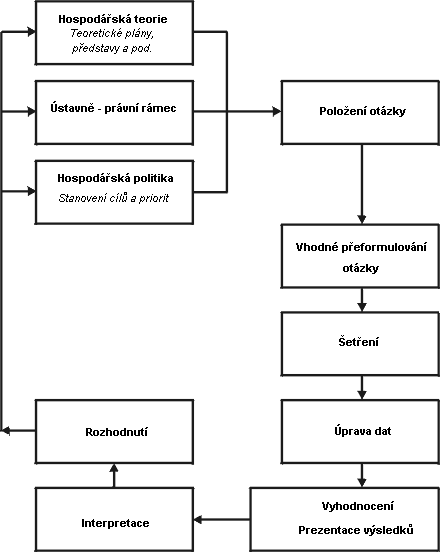 Hospodářská teorie
Teoretické plány,
představy a pod.
Ústavně - právní rámec
Položení otázky
Hospodářská politika
Stanovení cílů a priorit
Vhodné přeformulování
otázky
Šetření
Rozhodnutí
Úprava dat
Interpretace
Vyhodnocení
Prezentace výsledků